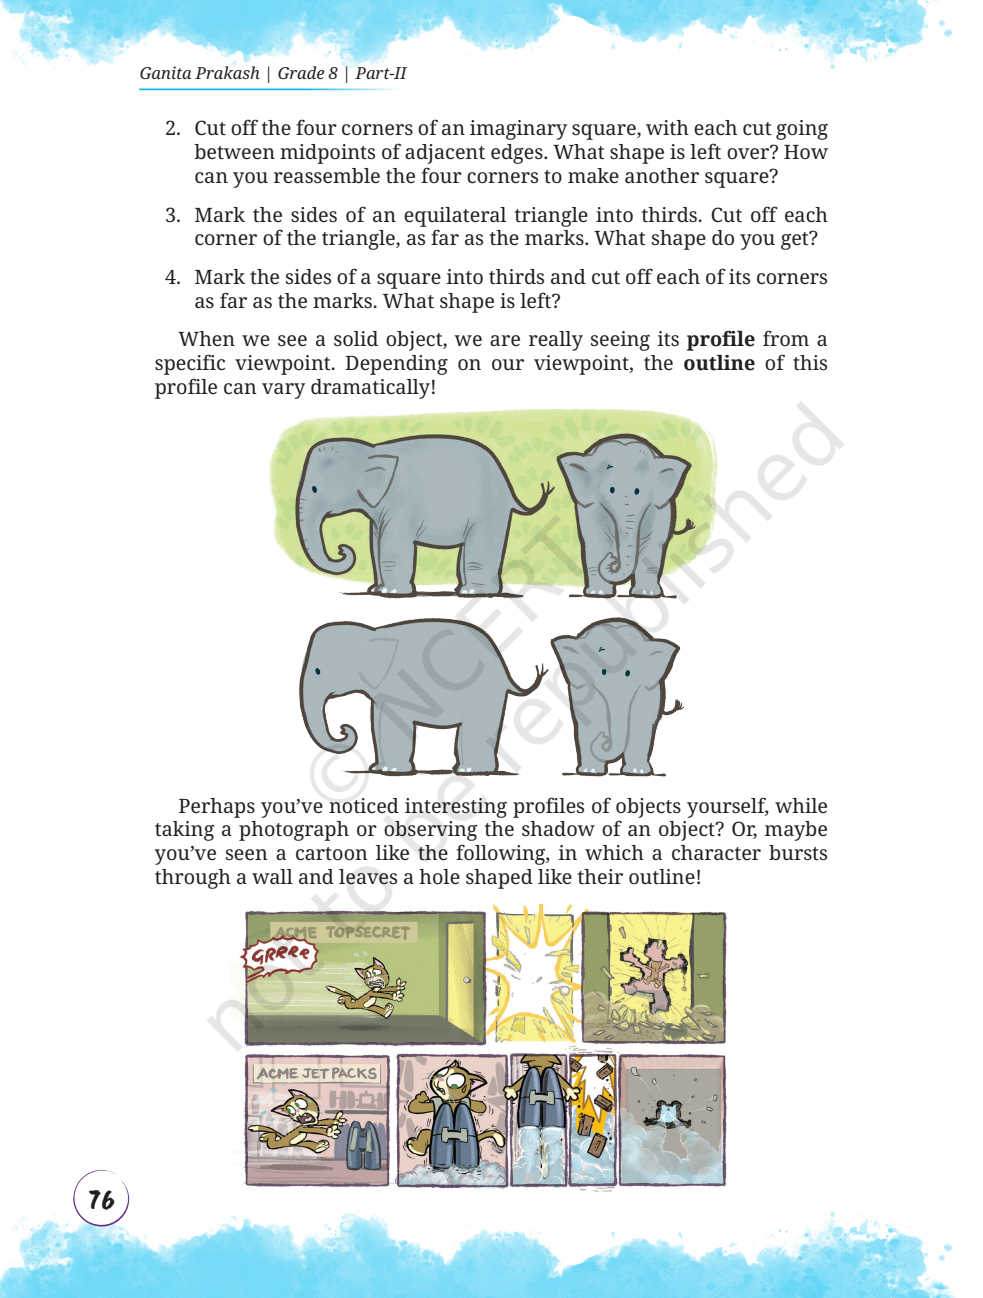 Ganita Prakash | Grade 8 | Part-II
2. Cut off the four corners of an imaginary square, with each cut going
between midpoints of adjacent edges. What shape is left over? How
can you reassemble the four corners to make another square?
3. Mark the sides of an equilateral triangle into thirds. Cut off each
corner of the triangle, as far as the marks. What shape do you get?
4. Mark the sides of a square into thirds and cut off each of its corners
as far as the marks. What shape is left?
When we see a solid object, we are really seeing its profile from a
specific viewpoint. Depending on our viewpoint, the outline of this
profile can vary dramatically!
© NCERT
not to be republished
Perhaps you’ve noticed interesting profiles of objects yourself, while
taking a photograph or observing the shadow of an object? Or, maybe
you’ve seen a cartoon like the following, in which a character bursts
through a wall and leaves a hole shaped like their outline!
ACME TOPSECRET
GRRRR
ACME JETPACKS
76